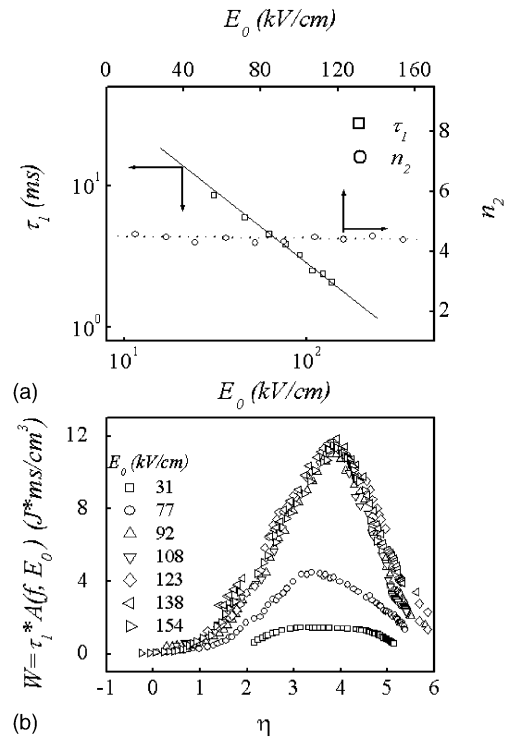 E₀ (kV/cm)
0 40 80 120 160
τ₁
n₂
τ₁ (ms)
10¹
10⁰
n₂
8
6
4
2
10¹ 10²
(a)
E₀ (kV/cm)
W=τ₁*A(f, E₀) (J*ms/cm³)
12
8
4
0
E₀ (kV/cm)
31
77
92
108
123
138
154
-1 0 1 2 3 4 5 6
(b)
η